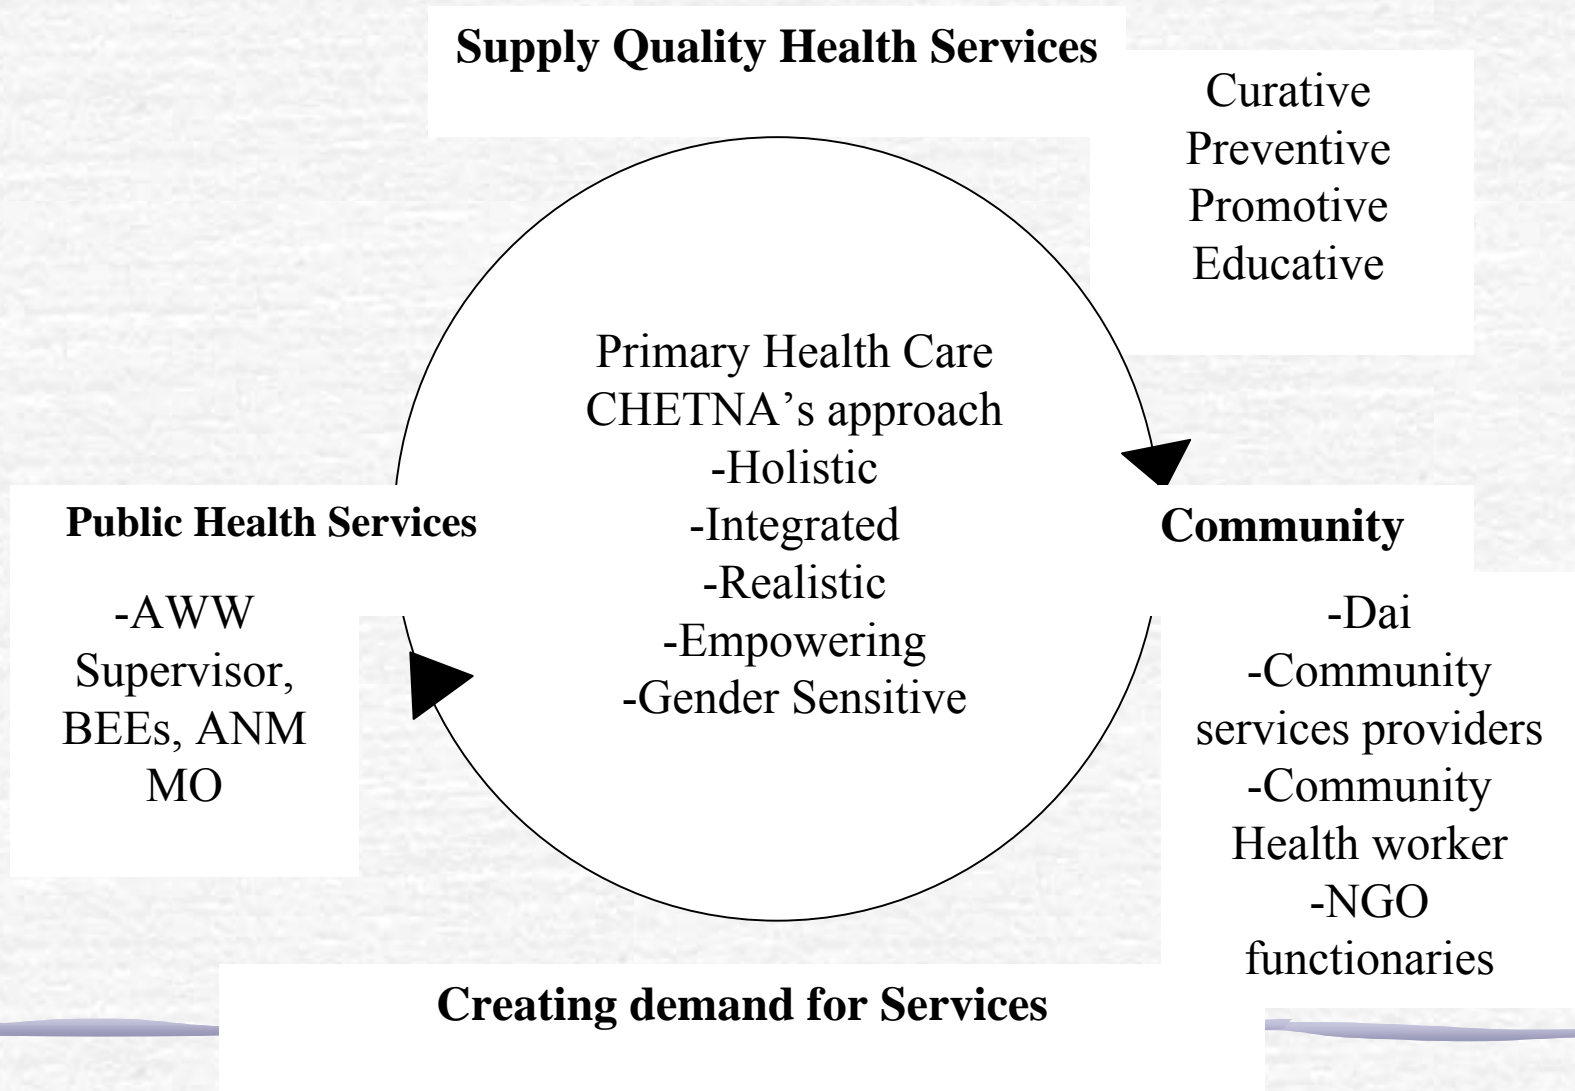 Supply Quality Health Services
Curative
Preventive
Promotive
Educative
Primary Health Care
CHETNA’s approach
-Holistic
-Integrated
-Realistic
-Empowering
-Gender Sensitive
Public Health Services
-AWW
Supervisor,
BEEs, ANM
MO
Community
-Dai
-Community
services providers
-Community
Health worker
-NGO
functionaries
Creating demand for Services